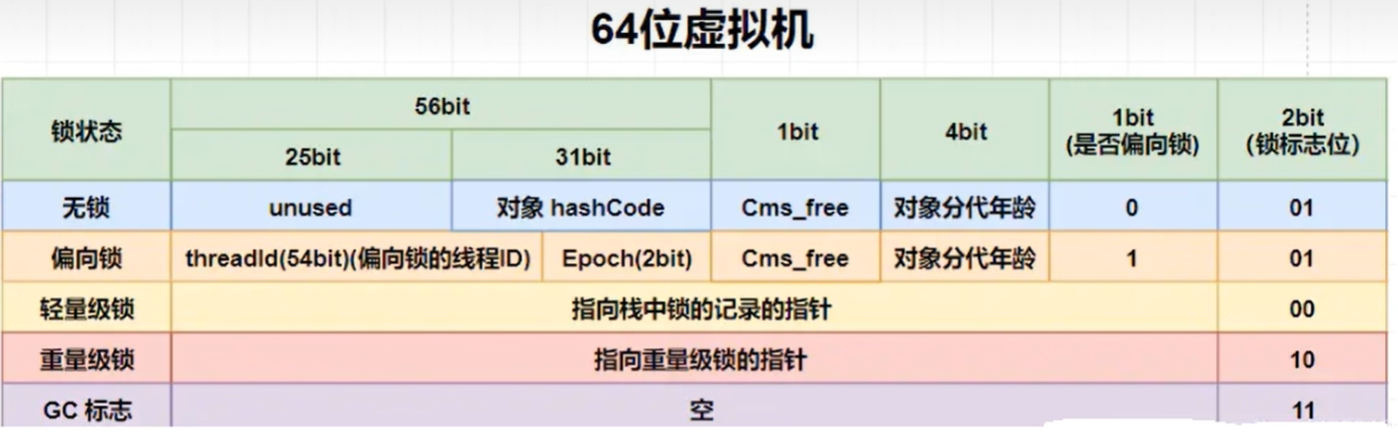 64位虚拟机
锁状态 56bit 1bit 4bit 1bit (是否偏向锁) 2bit (锁标志位)
25bit 31bit
无锁 unused 对象 hashCode Cms_free 对象分代年龄 0 01
偏向锁 threadId(54bit)(偏向锁的线程ID) Epoch(2bit) Cms_free 对象分代年龄 1 01
轻量级锁 指向栈中锁的记录的指针 00
重量级锁 指向重量级锁的指针 10
GC 标志 空 11